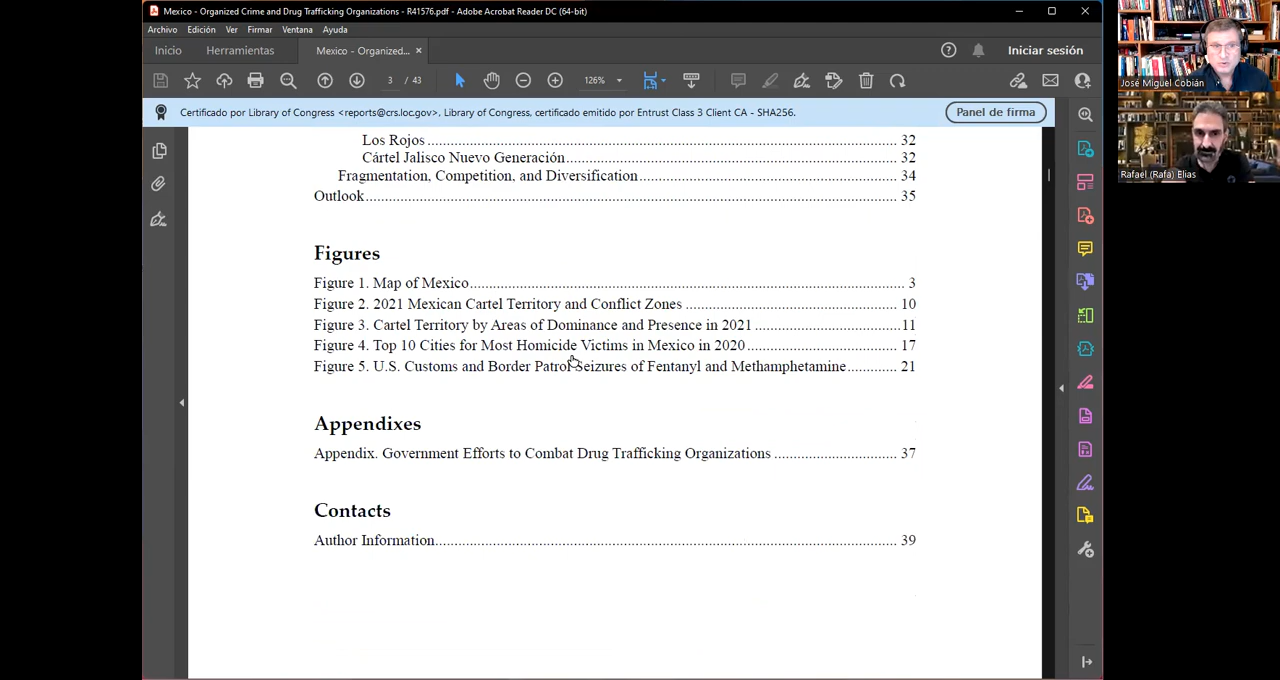 Mexico - Organized Crime and Drug Trafficking Organizations - R41576.pdf - Adobe Acrobat Reader DC (64-bit)
Archivo Edición Ver Firmar Ventana Ayuda
Inicio Herramientas Mexico - Organized... × Iniciar sesión
3 / 43 126%
Certificado por Library of Congress <reports@crs.loc.gov>, Library of Congress, certificado emitido por Entrust Class 3 Client CA - SHA256. Panel de firma
Los Rojos ........ 32
Cártel Jalisco Nuevo Generación ........ 32
Fragmentation, Competition, and Diversification ........ 34
Outlook ........ 35
Figures
Figure 1. Map of Mexico ........ 3
Figure 2. 2021 Mexican Cartel Territory and Conflict Zones ........ 10
Figure 3. Cartel Territory by Areas of Dominance and Presence in 2021 ........ 11
Figure 4. Top 10 Cities for Most Homicide Victims in Mexico in 2020 ........ 17
Figure 5. U.S. Customs and Border Patrol Seizures of Fentanyl and Methamphetamine ........ 21
Appendixes
Appendix. Government Efforts to Combat Drug Trafficking Organizations ........ 37
Contacts
Author Information ........ 39
José Miguel Cobián
Rafael (Rafa) Elias